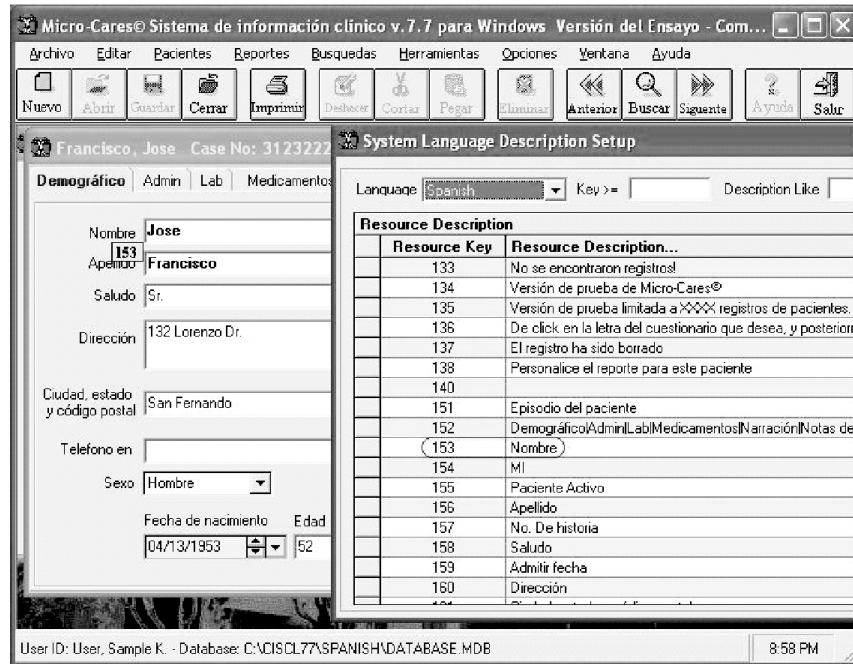 Micro-Cares© Sistema de información clínico v.7.7 para Windows Versión del Ensayo - Com...
Archivo Editar Pacientes Reportes Busquedas Herramientas Opciones Ventana Ayuda
Nuevo Abrir Guardar Cerrar Imprimir Deshacer Cortar Pegar Eliminar Anterior Buscar Siguente Ayuda Salir
Francisco, Jose Case No: 3123222
Demográfico Admin Lab Medicamentos
Nombre Jose
153
Apellido Francisco
Saludo Sr.
Dirección 132 Lorenzo Dr.
Ciudad, estado
y código postal San Fernando
Telefono en
Sexo Hombre
Fecha de nacimiento Edad
04/13/1953 52
System Language Description Setup
Language Spanish Key >= Description Like
Resource Description
Resource Key Resource Description...
133 No se encontraron registros!
134 Versión de prueba de Micro-Cares©
135 Versión de prueba limitada a XXXX registros de pacientes.
136 De click en la letra del cuestionario que desea, y
137 El registro ha sido borrado
138 Personalice el reporte para este paciente
140
151 Episodio del paciente
152 Demográfico|Admin|Lab|Medicamentos|Narración|Notas de
153 Nombre
154 MI
155 Paciente Activo
156 Apellido
157 No. De historia
158 Saludo
159 Admitir fecha
160 Dirección
User ID: User, Sample K. - Database: C:\CISCL77\SPANISH\DATABASE.MDB 8:58 PM